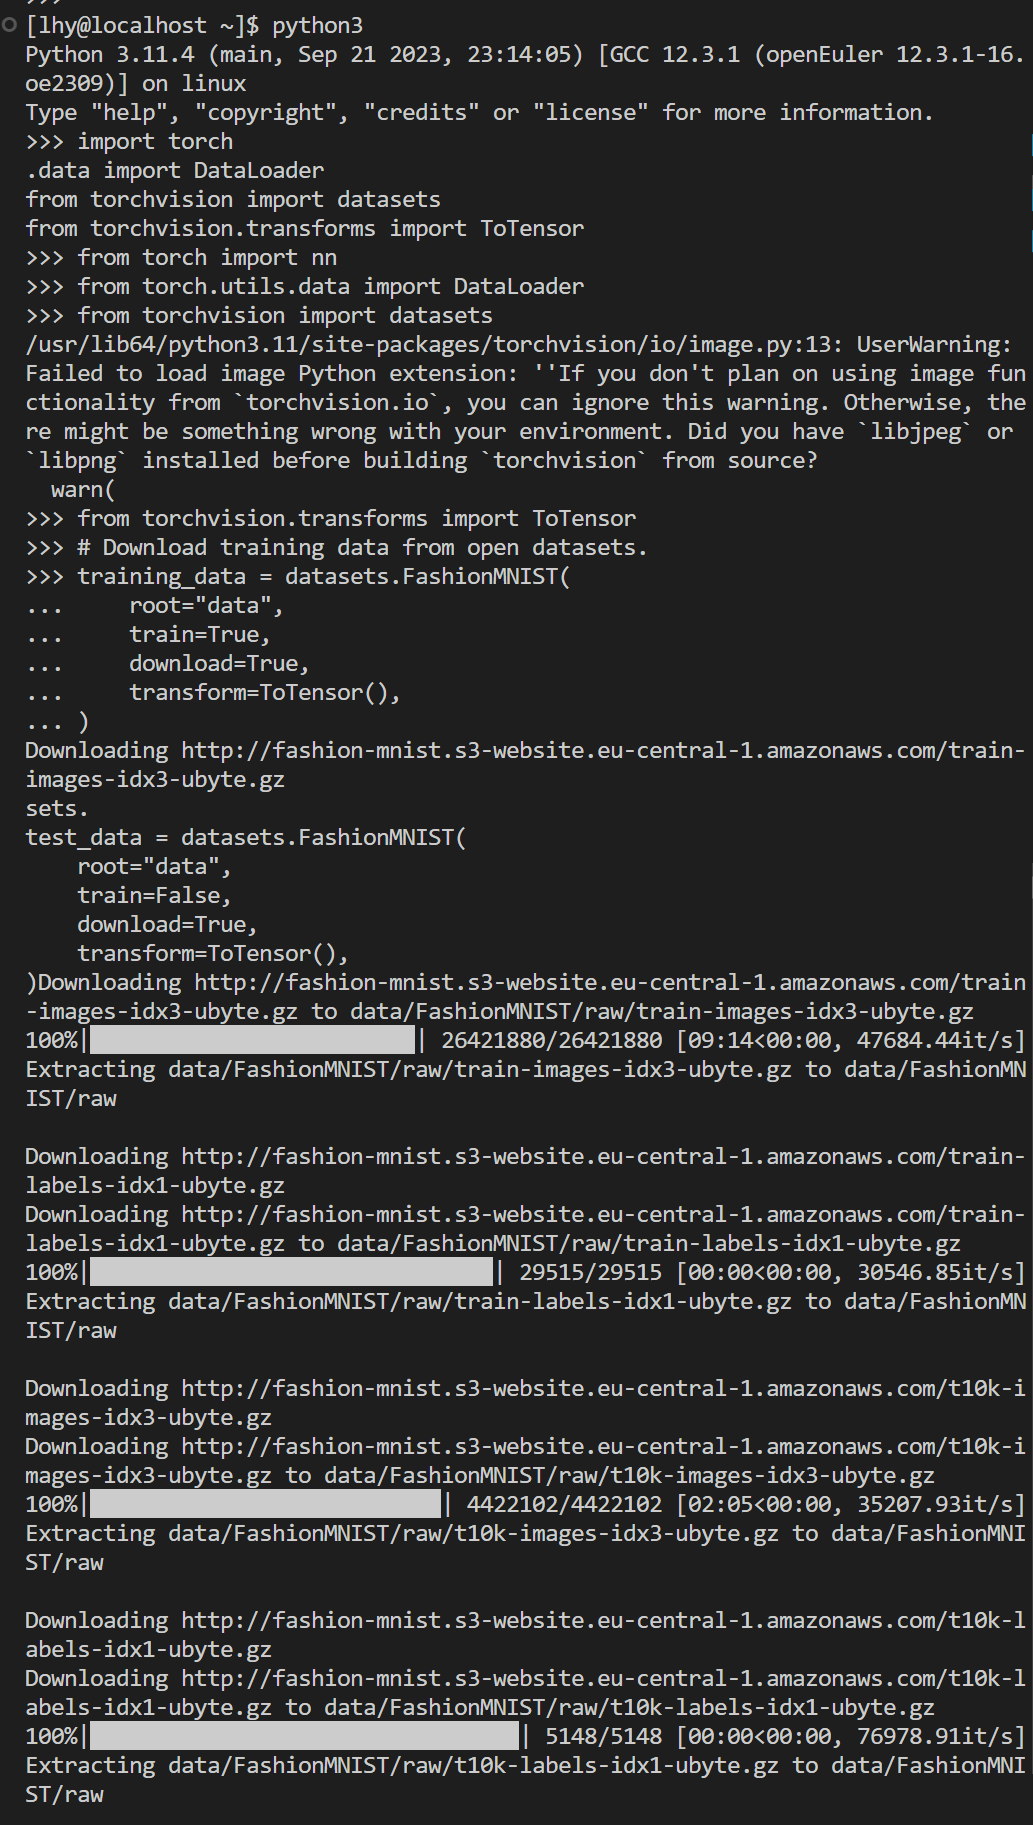 >>>
[lhy@localhost ~]$ python3
Python 3.11.4 (main, Sep 21 2023, 23:14:05) [GCC 12.3.1 (openEuler 12.3.1-16.
oe2309)] on linux
Type "help", "copyright", "credits" or "license" for more information.
>>> import torch
.data import DataLoader
from torchvision import datasets
from torchvision.transforms import ToTensor
>>> from torch import nn
>>> from torch.utils.data import DataLoader
>>> from torchvision import datasets
/usr/lib64/python3.11/site-packages/torchvision/io/image.py:13: UserWarning:
Failed to load image Python extension: ''If you don't plan on using image fun
ctionality from `torchvision.io`, you can ignore this warning. Otherwise, the
re might be something wrong with your environment. Did you have `libjpeg` or
`libpng` installed before building `torchvision` from source?
  warn(
>>> from torchvision.transforms import ToTensor
>>> # Download training data from open datasets.
>>> training_data = datasets.FashionMNIST(
...     root="data",
...     train=True,
...     download=True,
...     transform=ToTensor(),
... )
Downloading http://fashion-mnist.s3-website.eu-central-1.amazonaws.com/train-
images-idx3-ubyte.gz
sets.
test_data = datasets.FashionMNIST(
    root="data",
    train=False,
    download=True,
    transform=ToTensor(),
)Downloading http://fashion-mnist.s3-website.eu-central-1.amazonaws.com/train
-images-idx3-ubyte.gz to data/FashionMNIST/raw/train-images-idx3-ubyte.gz
100%| | 26421880/26421880 [09:14<00:00, 47684.44it/s]
Extracting data/FashionMNIST/raw/train-images-idx3-ubyte.gz to data/FashionMN
IST/raw

Downloading http://fashion-mnist.s3-website.eu-central-1.amazonaws.com/train-
labels-idx1-ubyte.gz
Downloading http://fashion-mnist.s3-website.eu-central-1.amazonaws.com/train-
labels-idx1-ubyte.gz to data/FashionMNIST/raw/train-labels-idx1-ubyte.gz
100%| | 29515/29515 [00:00<00:00, 30546.85it/s]
Extracting data/FashionMNIST/raw/train-labels-idx1-ubyte.gz to data/FashionMN
IST/raw

Downloading http://fashion-mnist.s3-website.eu-central-1.amazonaws.com/t10k-i
mages-idx3-ubyte.gz
Downloading http://fashion-mnist.s3-website.eu-central-1.amazonaws.com/t10k-i
mages-idx3-ubyte.gz to data/FashionMNIST/raw/t10k-images-idx3-ubyte.gz
100%| | 4422102/4422102 [02:05<00:00, 35207.93it/s]
Extracting data/FashionMNIST/raw/t10k-images-idx3-ubyte.gz to data/FashionMNI
ST/raw

Downloading http://fashion-mnist.s3-website.eu-central-1.amazonaws.com/t10k-l
abels-idx1-ubyte.gz
Downloading http://fashion-mnist.s3-website.eu-central-1.amazonaws.com/t10k-l
abels-idx1-ubyte.gz to data/FashionMNIST/raw/t10k-labels-idx1-ubyte.gz
100%| | 5148/5148 [00:00<00:00, 76978.91it/s]
Extracting data/FashionMNIST/raw/t10k-labels-idx1-ubyte.gz to data/FashionMNI
ST/raw